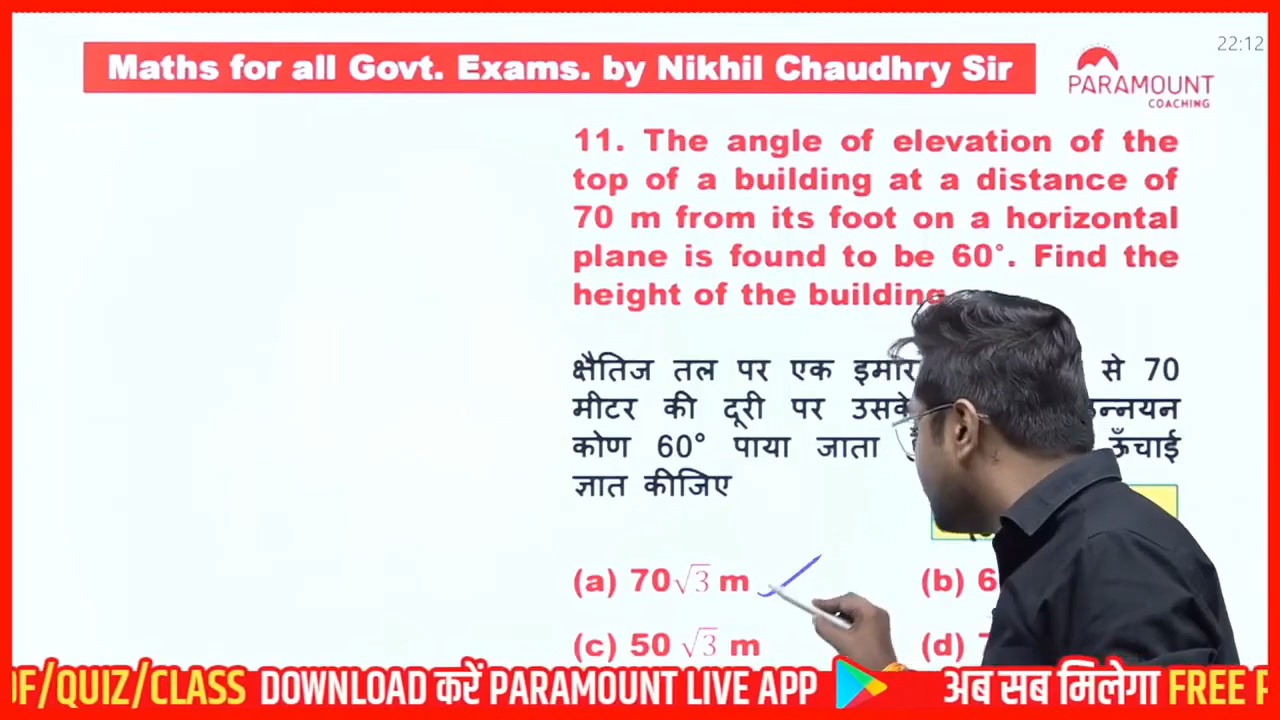 22:12
Maths for all Govt. Exams. by Nikhil Chaudhry Sir
PARAMOUNT
COACHING
11. The angle of elevation of the
top of a building at a distance of
70 m from its foot on a horizontal
plane is found to be 60°. Find the
height of the building
क्षैतिज तल पर एक से 70
मीटर की दूरी पर
कोण 60° पाया जाता ऊँचाई
ज्ञात कीजिए
(a) 70√3 m (b) 6
(c) 50 √3 m (d)
/QUIZ/CLASS DOWNLOAD करें PARAMOUNT LIVE APP अब सब मिलेगा FREE